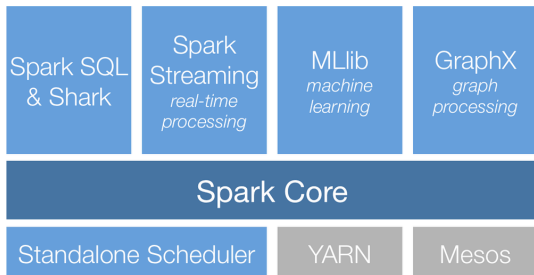 Spark SQL
& Shark
Spark
Streaming
real-time
processing
MLlib
machine
learning
GraphX
graph
processing
Spark Core
Standalone Scheduler
YARN
Mesos